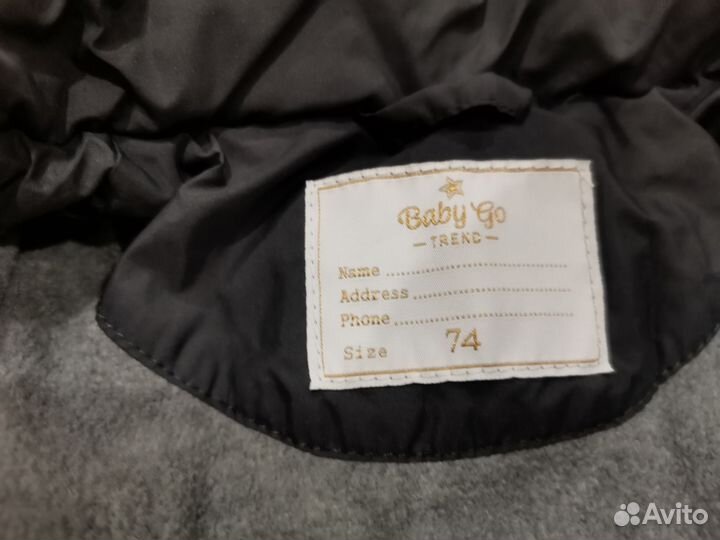 Baby Go
— TREND —
Name ........................................
Address ..................................
Phone .......................................
Size 74
Avito